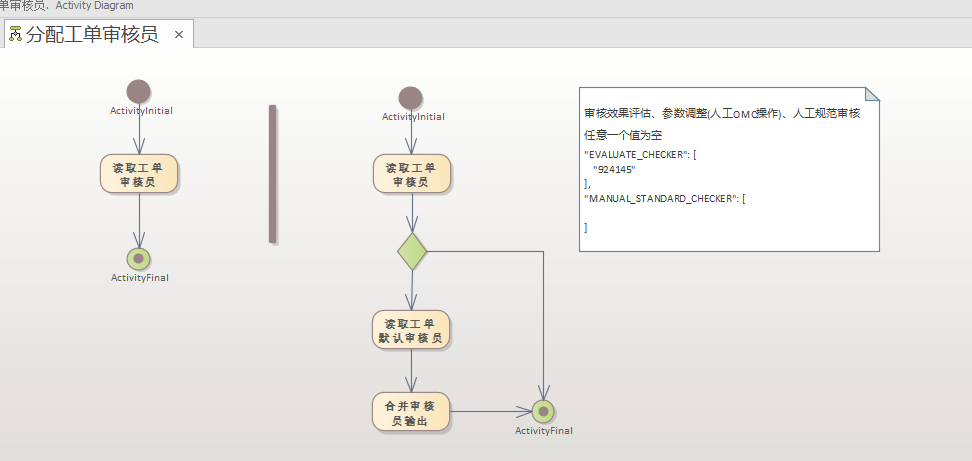 单审核员. Activity Diagram
分配工单审核员 ×
ActivityInitial
读取工单
审核员
ActivityFinal
ActivityInitial
读取工单
审核员
读取工单
默认审核员
合并审核
员输出
ActivityFinal
审核效果评估、参数调整(人工OMC操作)、人工规范审核
任意一个值为空
"EVALUATE_CHECKER": [
"924145"
],
"MANUAL_STANDARD_CHECKER": [
]